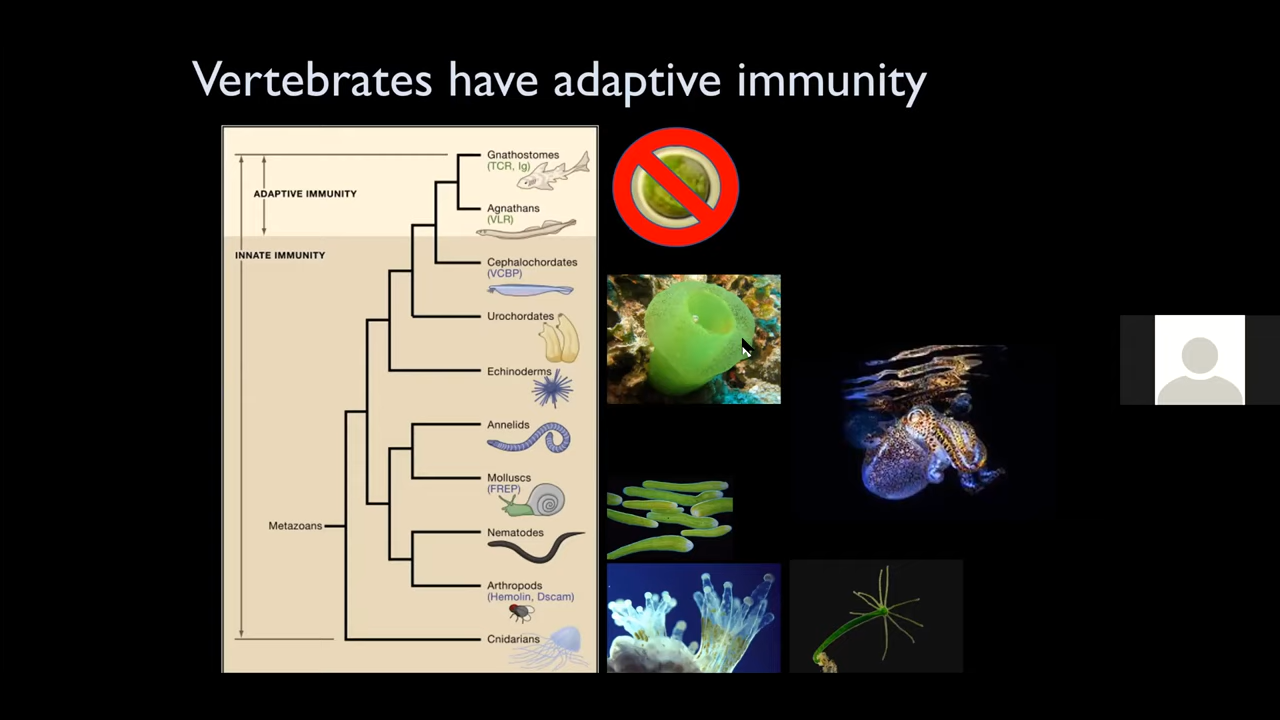 Vertebrates have adaptive immunity
Gnathostomes
(TCR, Ig)
ADAPTIVE IMMUNITY
Agnathans
(VLR)
INNATE IMMUNITY
Cephalochordates
(VCBP)
Urochordates
Echinoderms
Annelids
Molluscs
(FREP)
Metazoans
Nematodes
Arthropods
(Hemolin, Dscam)
Cnidarians